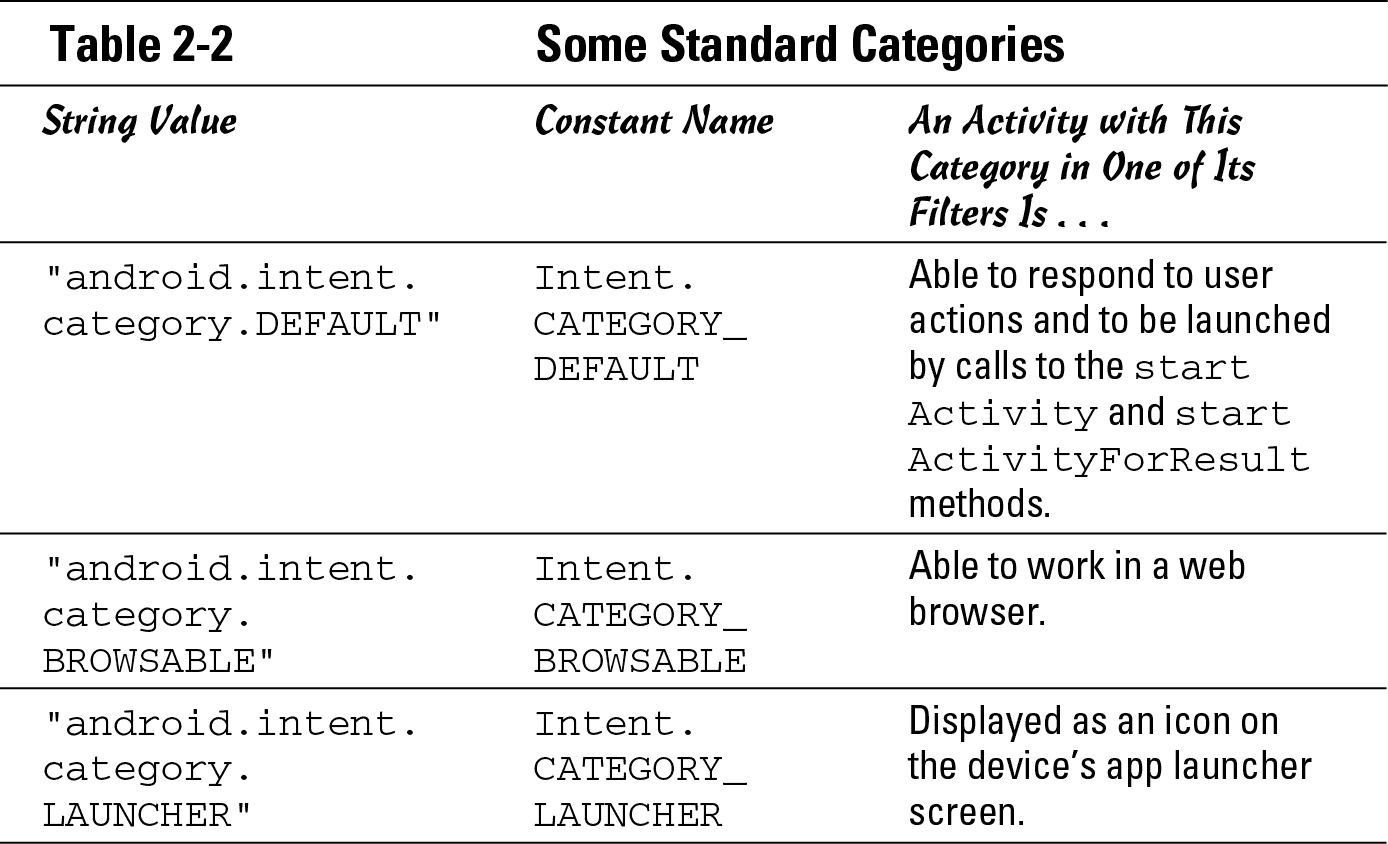 Table 2-2 Some Standard Categories
String Value Constant Name An Activity with This
Category in One of Its
Filters Is . . .
"android.intent. Intent. Able to respond to user
category.DEFAULT" CATEGORY_ actions and to be launched
DEFAULT by calls to the start
Activity and start
ActivityForResult
methods.
"android.intent. Intent. Able to work in a web
category. CATEGORY_ browser.
BROWSABLE" BROWSABLE
"android.intent. Intent. Displayed as an icon on
category. CATEGORY_ the device’s app launcher
LAUNCHER" LAUNCHER screen.